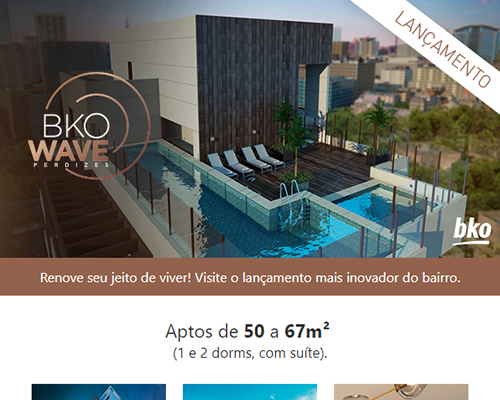 LANÇAMENTO
BKO
WAVE
PERDIZES
bko
Renove seu jeito de viver! Visite o lançamento mais inovador do bairro.
Aptos de 50 a 67m²
(1 e 2 dorms, com suíte).